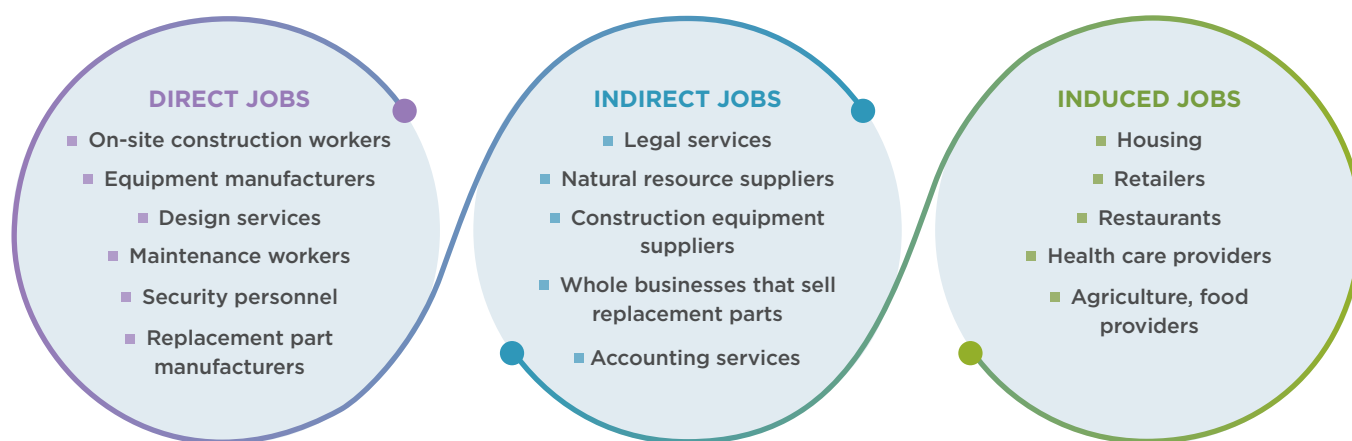 DIRECT JOBS
On-site construction workers
Equipment manufacturers
Design services
Maintenance workers
Security personnel
Replacement part
manufacturers
INDIRECT JOBS
Legal services
Natural resource suppliers
Construction equipment
suppliers
Whole businesses that sell
replacement parts
Accounting services
INDUCED JOBS
Housing
Retailers
Restaurants
Health care providers
Agriculture, food
providers